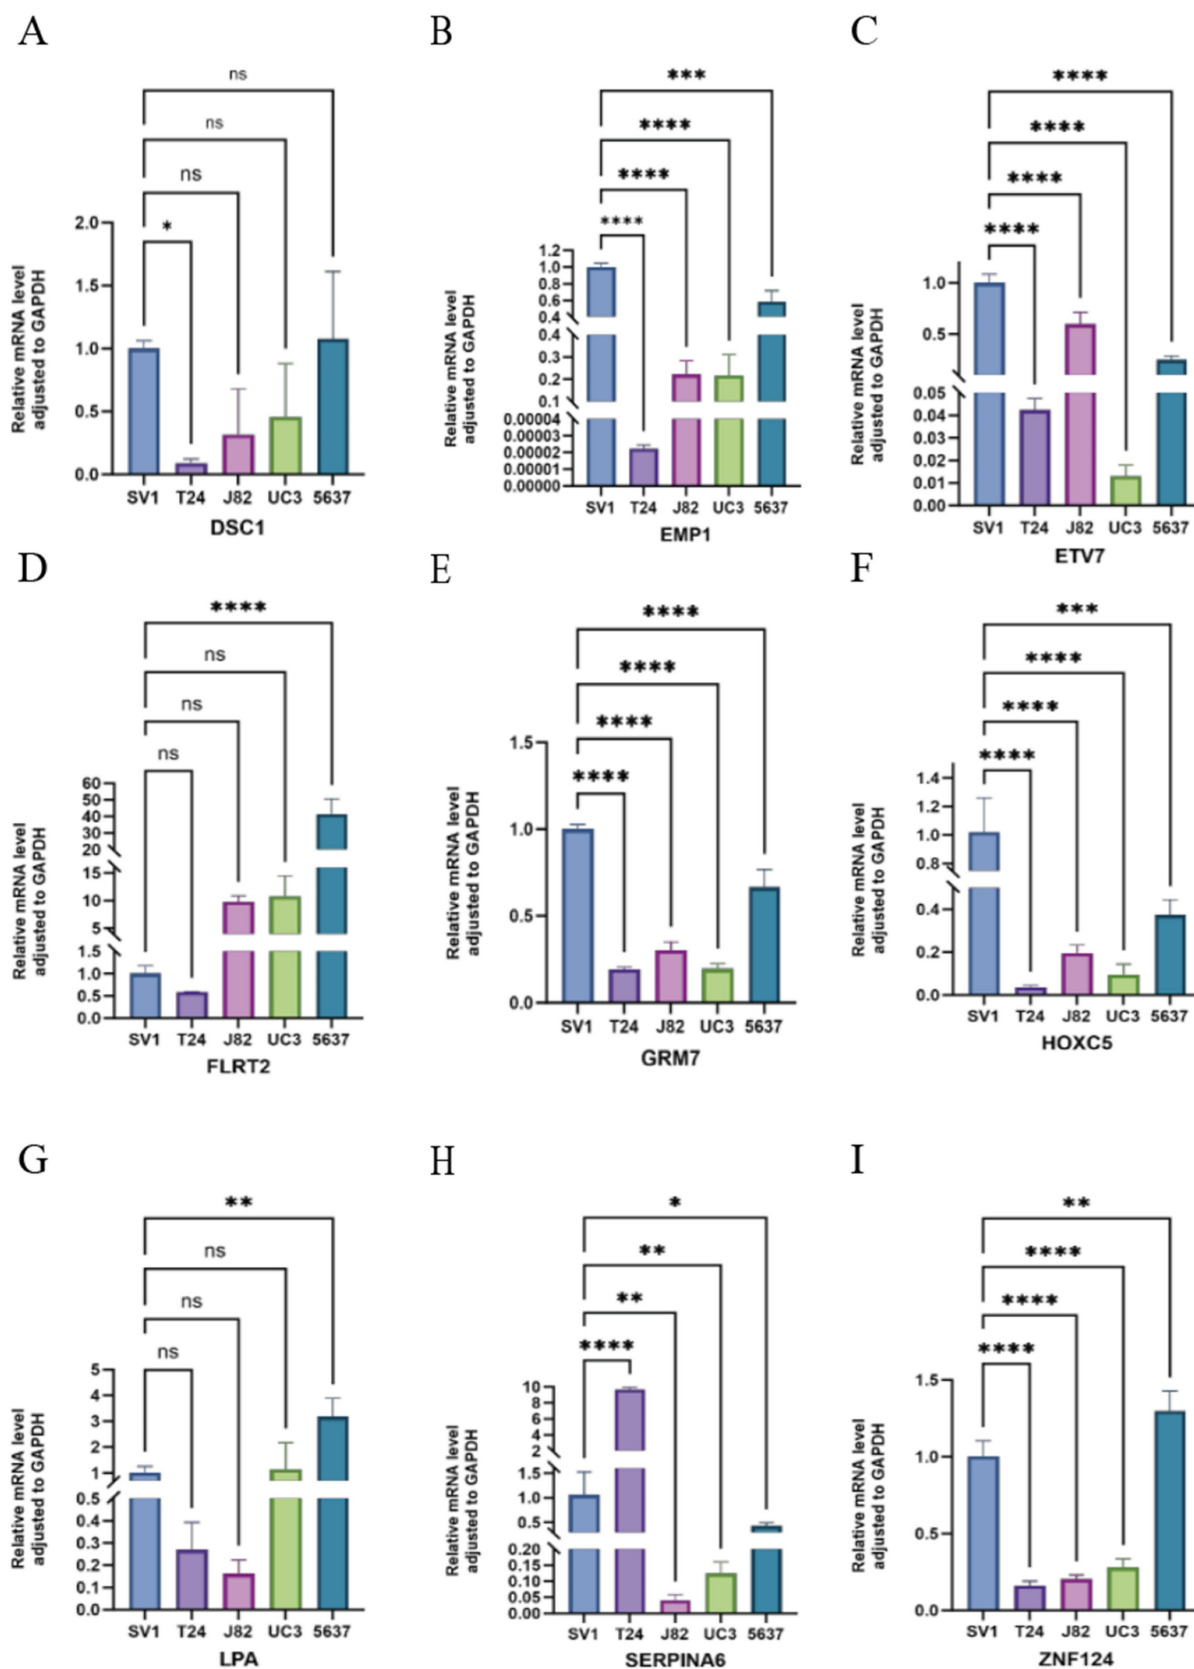 A
ns
ns
ns
*
Relative mRNA level
adjusted to GAPDH
2.0
1.5
1.0
0.5
0.0
SV1 T24 J82 UC3 5637
DSC1
B
***
****
****
****
Relative mRNA level
adjusted to GAPDH
1.2
1.0
0.8
0.6
0.4
0.4
0.3
0.2
0.1
0.00004
0.00003
0.00002
0.00001
0.00000
SV1 T24 J82 UC3 5637
EMP1
C
****
****
****
****
Relative mRNA level
adjusted to GAPDH
1.0
0.5
0.05
0.04
0.03
0.02
0.01
0.00
SV1 T24 J82 UC3 5637
ETV7
D
****
ns
ns
ns
Relative mRNA level
adjusted to GAPDH
60
50
40
30
20
15
10
5
1.5
1.0
0.5
0.0
SV1 T24 J82 UC3 5637
FLRT2
E
****
****
****
****
Relative mRNA level
adjusted to GAPDH
1.5
1.0
0.5
0.0
SV1 T24 J82 UC3 5637
GRM7
F
***
****
****
****
Relative mRNA level
adjusted to GAPDH
1.4
1.2
1.0
0.8
0.4
0.2
0.0
SV1 T24 J82 UC3 5637
HOXC5
G
**
ns
ns
ns
Relative mRNA level
adjusted to GAPDH
5
4
3
2
1
0.5
0.4
0.3
0.2
0.1
0.0
SV1 T24 J82 UC3 5637
LPA
H
*
**
**
****
Relative mRNA level
adjusted to GAPDH
10
8
6
4
2
1.5
1.0
0.5
0.20
0.15
0.10
0.05
0.00
SV1 T24 J82 UC3 5637
SERPINA6
I
**
****
****
****
Relative mRNA level
adjusted to GAPDH
1.5
1.0
0.5
0.0
SV1 T24 J82 UC3 5637
ZNF124